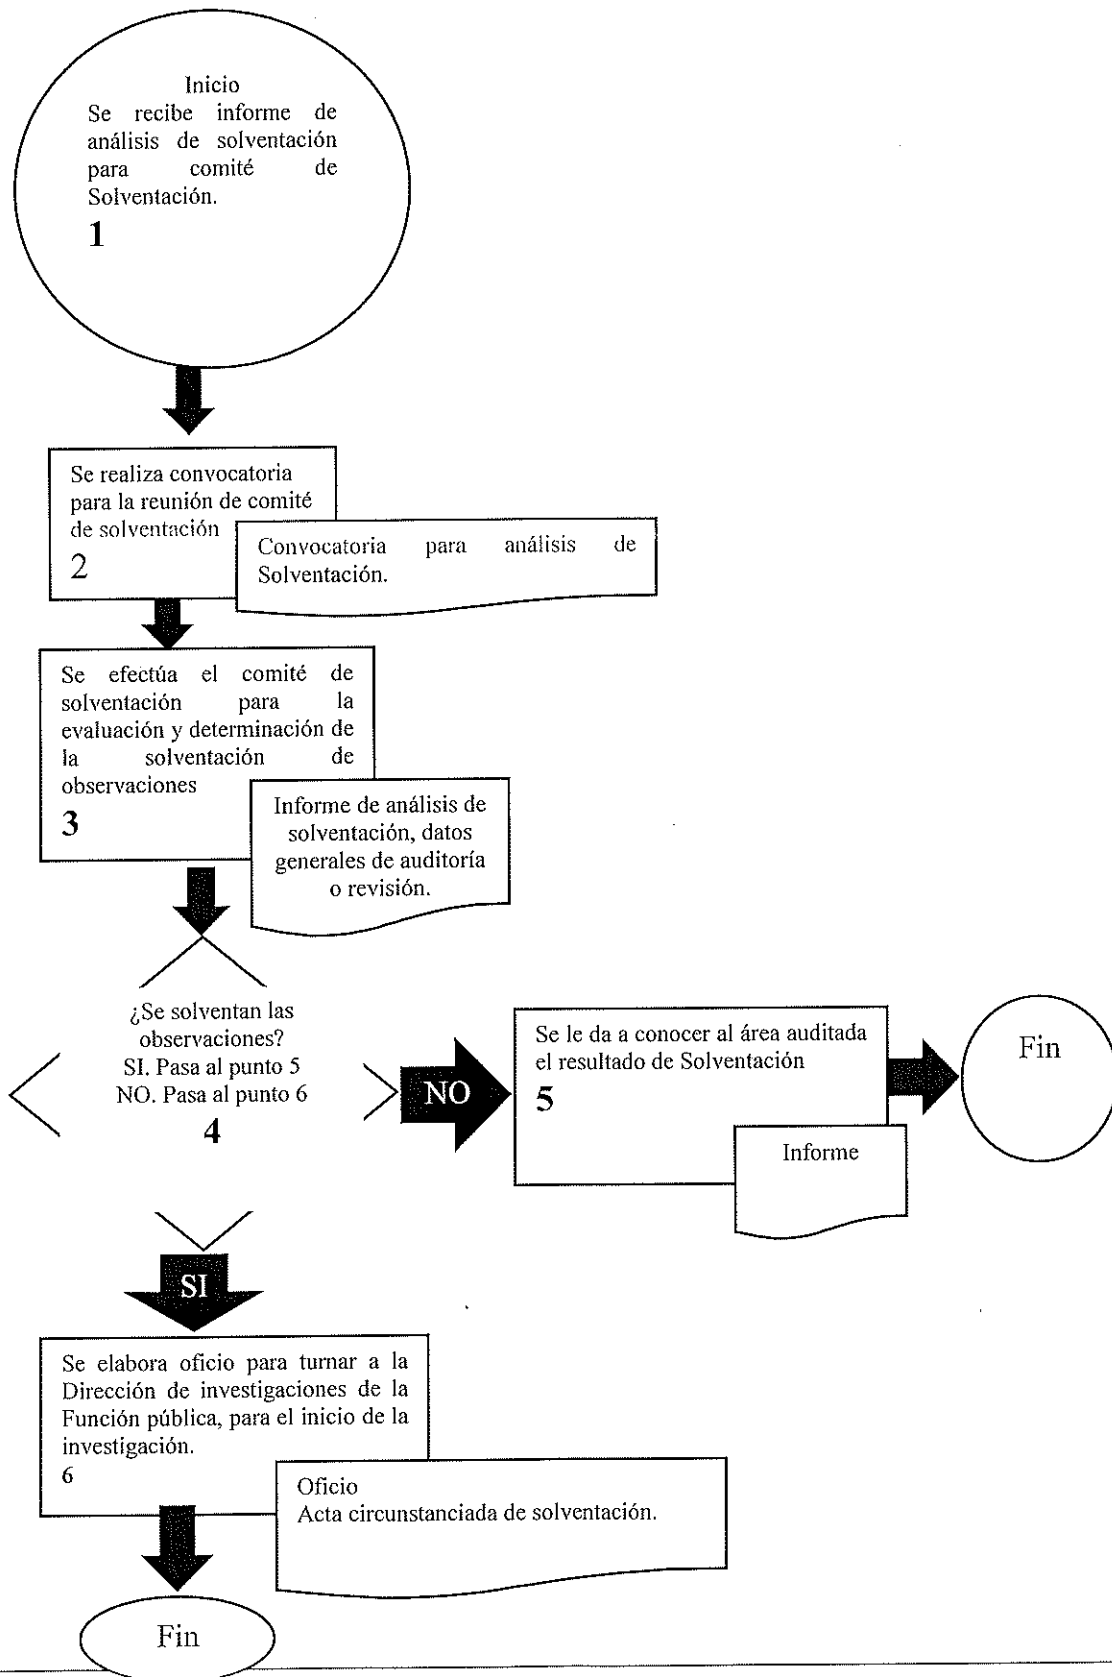 Inicio
Se recibe informe de
análisis de solventación
para comité de
Solventación.
1
Se realiza convocatoria
para la reunión de comité
de solventación
2
Convocatoria para análisis de
Solventación.
Se efectúa el comité de
solventación para la
evaluación y determinación de
la solventación de
observaciones
3
Informe de análisis de
solventación, datos
generales de auditoría
o revisión.
¿Se solventan las
observaciones?
SI. Pasa al punto 5
NO. Pasa al punto 6
4
NO
Se le da a conocer al área auditada
el resultado de Solventación
5
Informe
Fin
SI
Se elabora oficio para turnar a la
Dirección de investigaciones de la
Función pública, para el inicio de la
investigación.
6
Oficio
Acta circunstanciada de solventación.
Fin